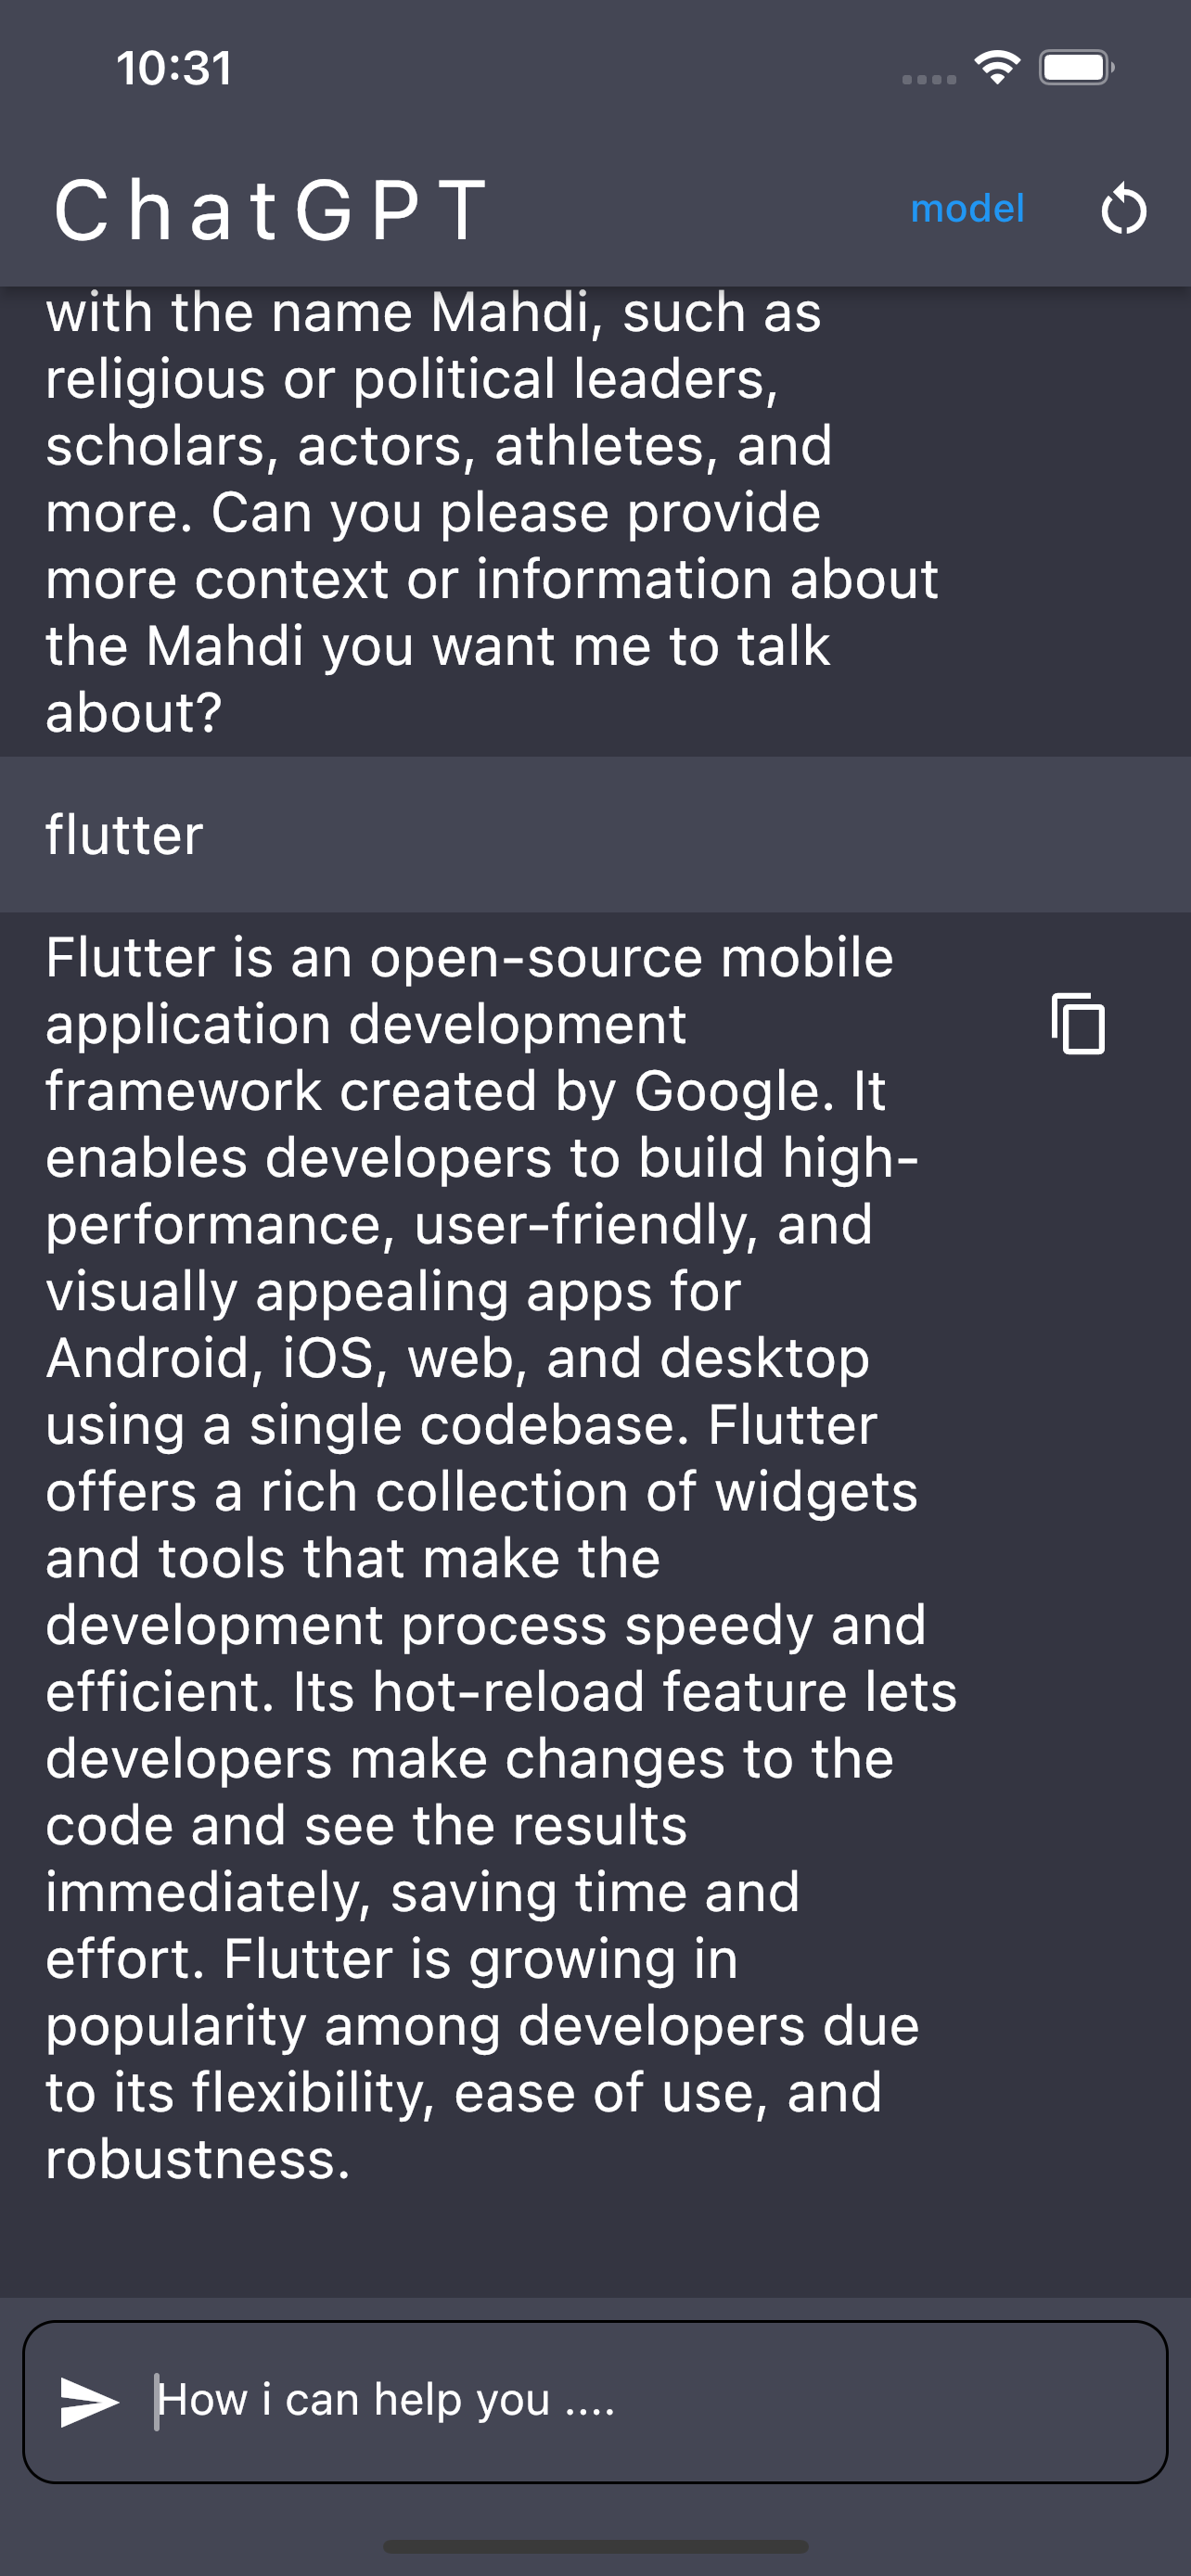 10:31
ChatGPT
model
with the name Mahdi, such as
religious or political leaders,
scholars, actors, athletes, and
more. Can you please provide
more context or information about
the Mahdi you want me to talk
about?
flutter
Flutter is an open-source mobile
application development
framework created by Google. It
enables developers to build high-
performance, user-friendly, and
visually appealing apps for
Android, iOS, web, and desktop
using a single codebase. Flutter
offers a rich collection of widgets
and tools that make the
development process speedy and
efficient. Its hot-reload feature lets
developers make changes to the
code and see the results
immediately, saving time and
effort. Flutter is growing in
popularity among developers due
to its flexibility, ease of use, and
robustness.
How i can help you ....